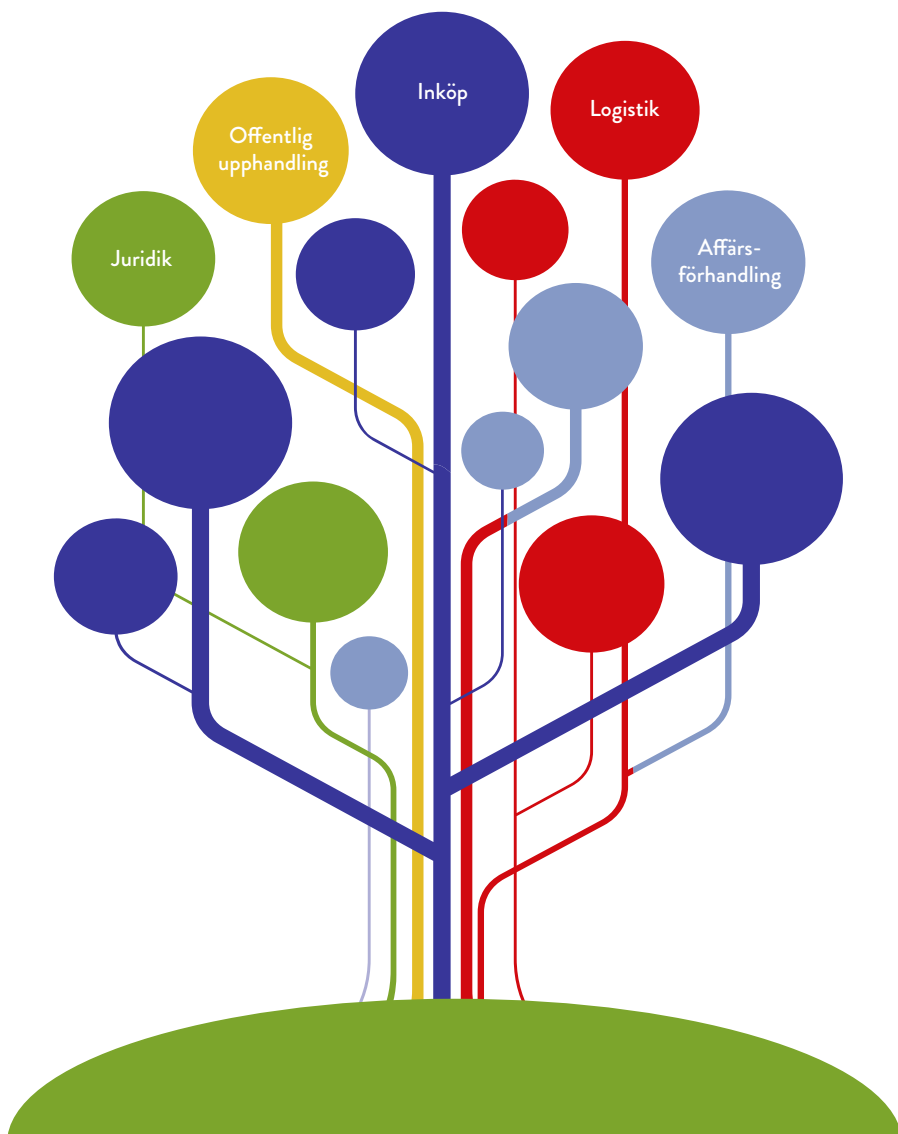 Inköp
Logistik
Offentlig
upphandling
Juridik
Affärs-
förhandling